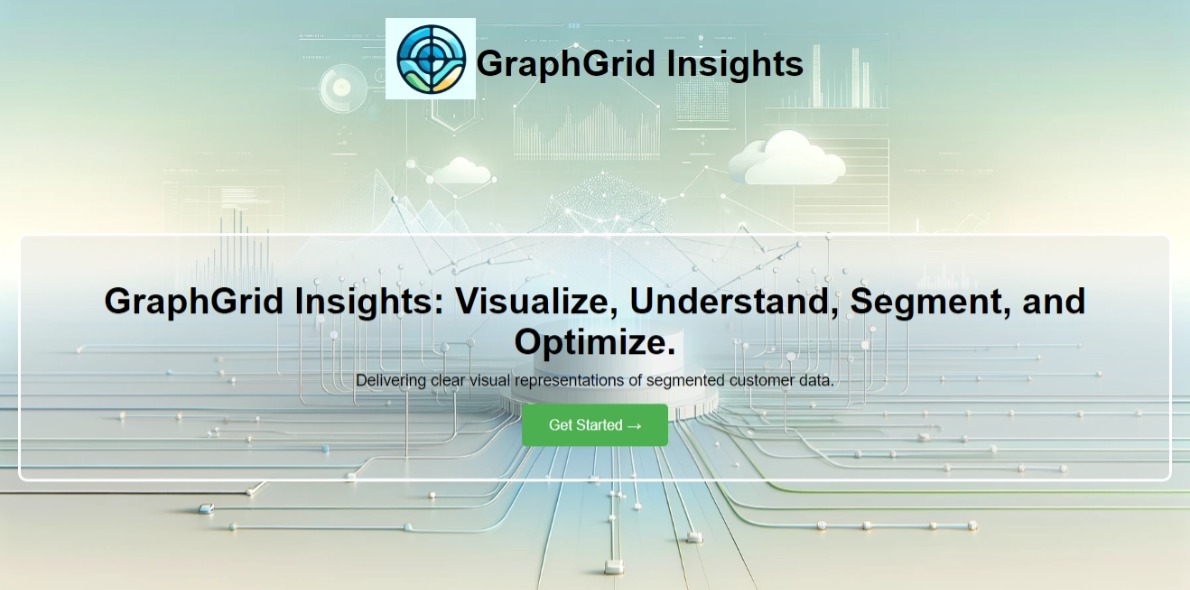 GraphGrid Insights
GraphGrid Insights: Visualize, Understand, Segment, and
Optimize.
Delivering clear visual representations of segmented customer data.
Get Started →